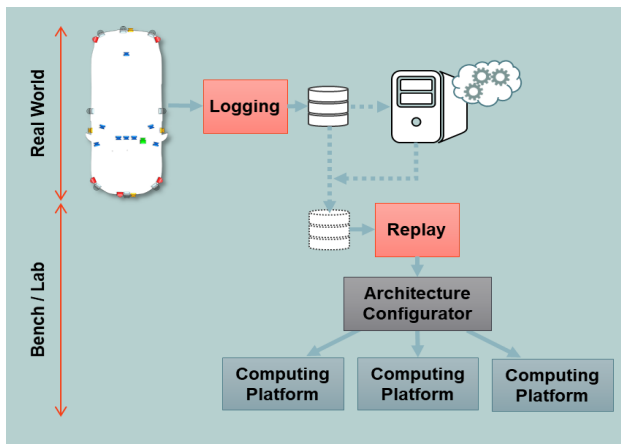 Real World
Logging
Bench / Lab
Replay
Architecture
Configurator
Computing
Platform
Computing
Platform
Computing
Platform